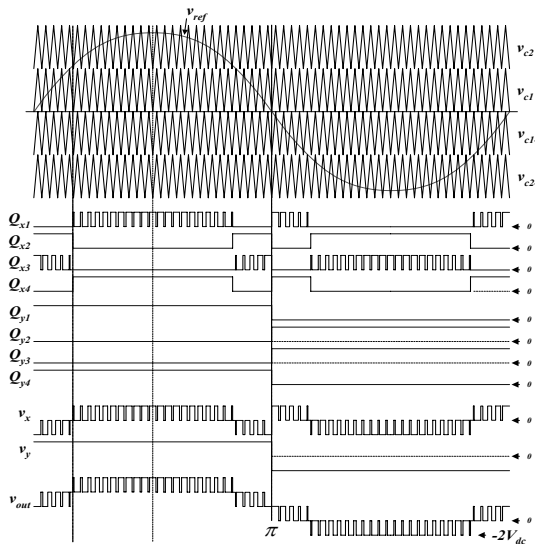 v_ref
v_c2
v_c1
v_c1-
v_c2-
Q_x1
0
Q_x2
0
Q_x3
0
Q_x4
0
Q_y1
0
Q_y2
0
Q_y3
0
Q_y4
0
v_x
0
v_y
0
v_out
0
π
-2V_dc